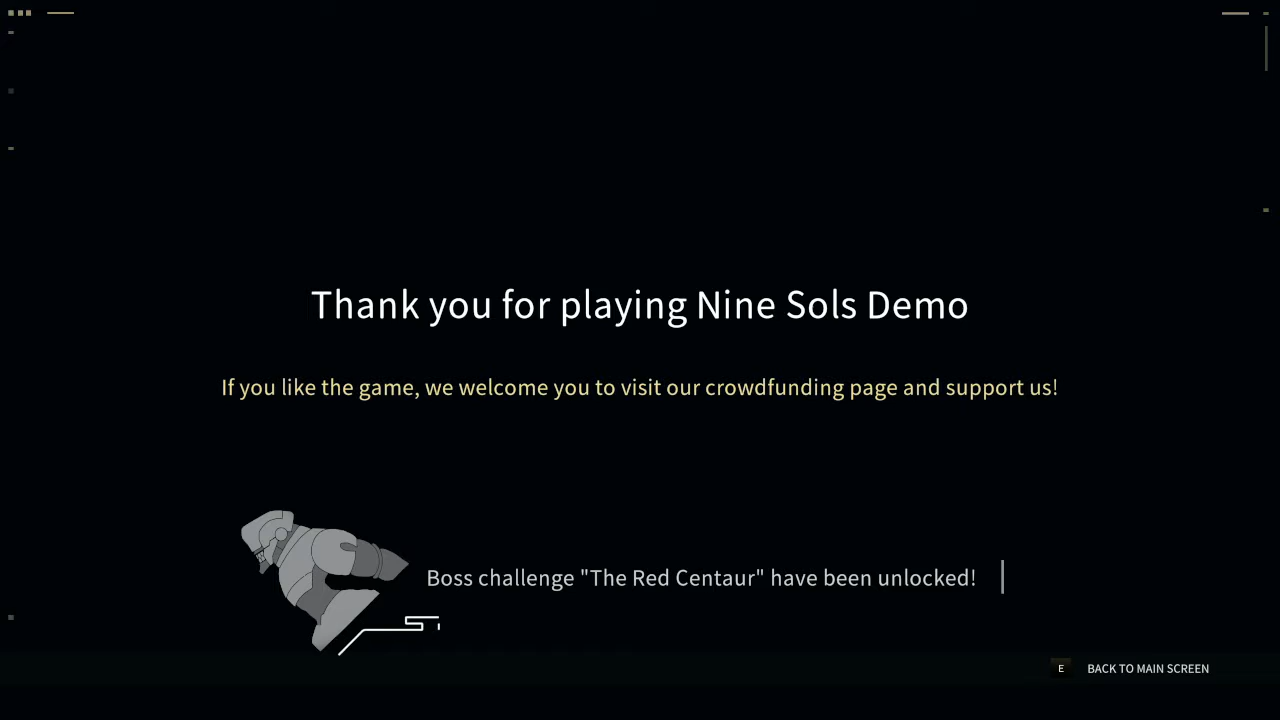 Thank you for playing Nine Sols Demo
If you like the game, we welcome you to visit our crowdfunding page and support us!
Boss challenge "The Red Centaur" have been unlocked!
E BACK TO MAIN SCREEN